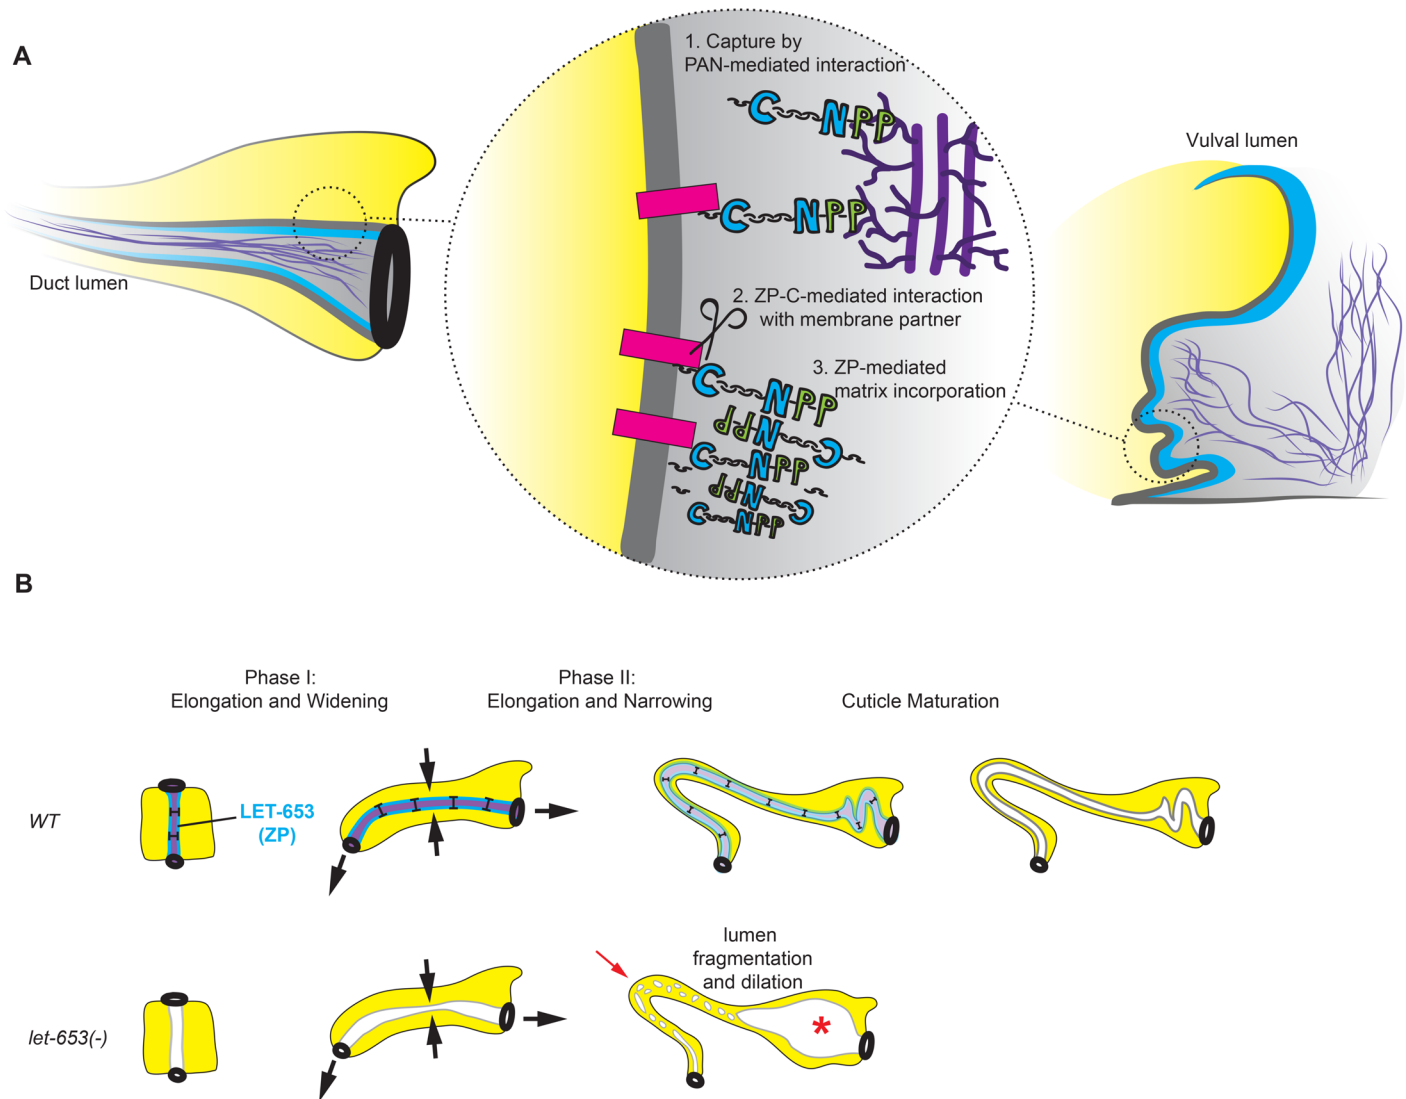 A
1. Capture by
PAN-mediated interaction
C N P P
Vulval lumen
C N P P
Duct lumen
2. ZP-C-mediated interaction
with membrane partner
3. ZP-mediated
matrix incorporation
C N P P
P P N C
C N P P
P P N C
C N P P
B
Phase I:
Elongation and Widening
Phase II:
Elongation and Narrowing
Cuticle Maturation
WT
LET-653
(ZP)
lumen
fragmentation
and dilation
let-653(-)
*